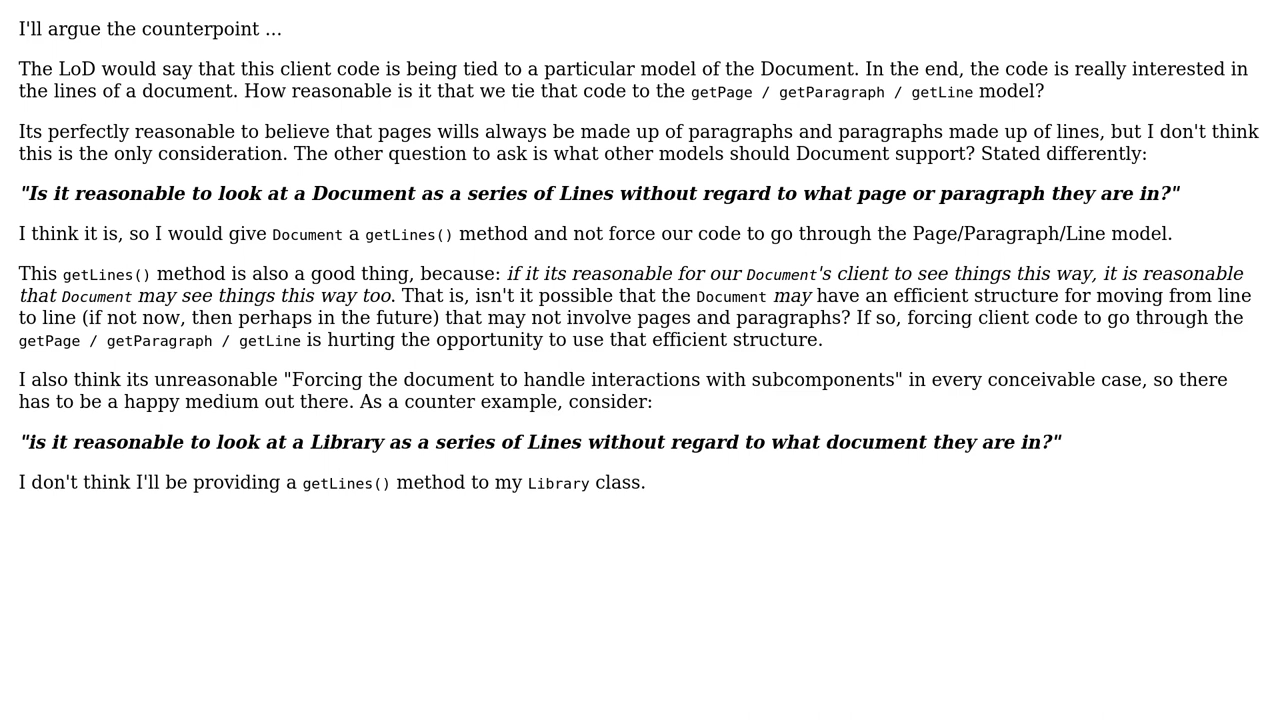 I'll argue the counterpoint ...
The LoD would say that this client code is being tied to a particular model of the Document. In the end, the code is really interested in
the lines of a document. How reasonable is it that we tie that code to the getPage / getParagraph / getLine model?
Its perfectly reasonable to believe that pages wills always be made up of paragraphs and paragraphs made up of lines, but I don't think
this is the only consideration. The other question to ask is what other models should Document support? Stated differently:
"Is it reasonable to look at a Document as a series of Lines without regard to what page or paragraph they are in?"
I think it is, so I would give Document a getLines() method and not force our code to go through the Page/Paragraph/Line model.
This getLines() method is also a good thing, because: if it its reasonable for our Document's client to see things this way, it is reasonable
that Document may see things this way too. That is, isn't it possible that the Document may have an efficient structure for moving from line
to line (if not now, then perhaps in the future) that may not involve pages and paragraphs? If so, forcing client code to go through the
getPage / getParagraph / getLine is hurting the opportunity to use that efficient structure.
I also think its unreasonable "Forcing the document to handle interactions with subcomponents" in every conceivable case, so there
has to be a happy medium out there. As a counter example, consider:
"is it reasonable to look at a Library as a series of Lines without regard to what document they are in?"
I don't think I'll be providing a getLines() method to my Library class.